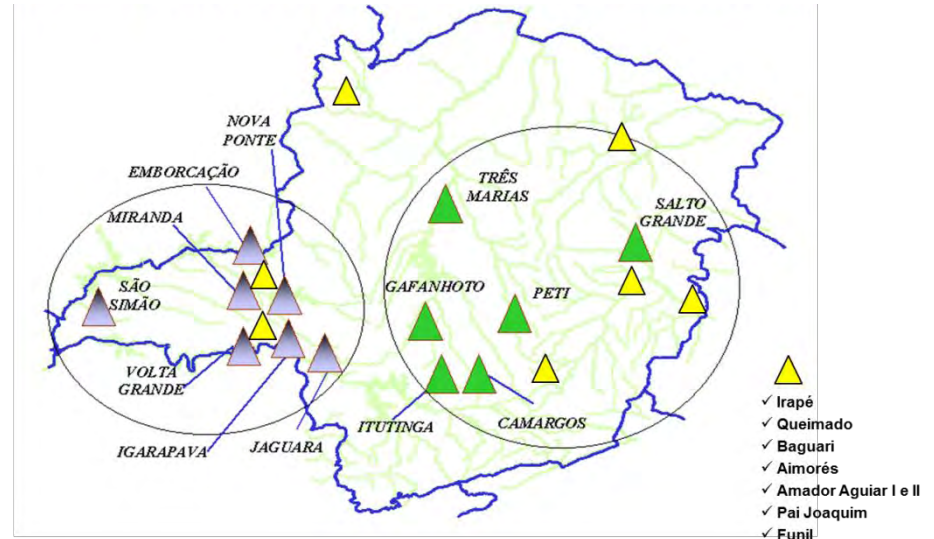 NOVA
PONTE
EMBORCAÇÃO
MIRANDA
SÃO
SIMÃO
VOLTA
GRANDE
IGARAPAVA
JAGUARA
TRÊS
MARIAS
SALTO
GRANDE
GAFANHOTO
PETI
ITUTINGA
CAMARGOS
✓ Irapé
✓ Queimado
✓ Baguari
✓ Aimorés
✓ Amador Aguiar I e II
✓ Pai Joaquim
✓ Funil